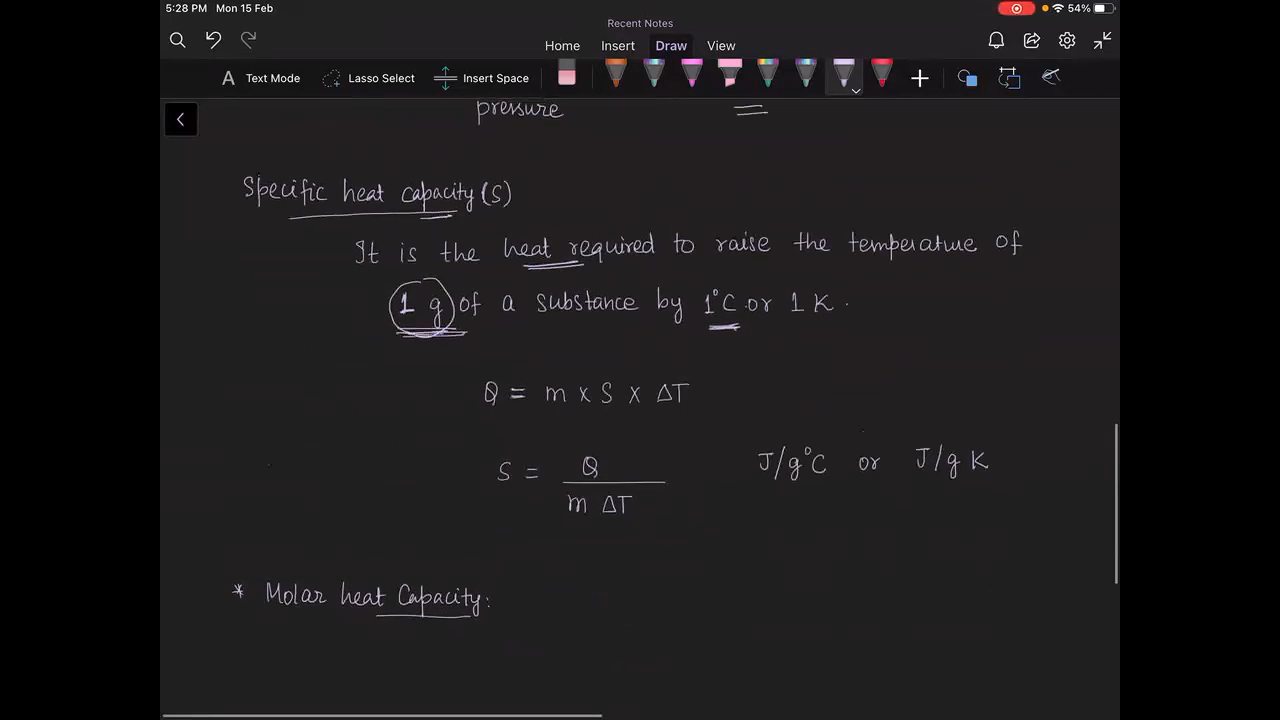 5:28 PM Mon 15 Feb
54%
Recent Notes
Home Insert Draw View
Text Mode Lasso Select Insert Space
pressure
Specific heat capacity (S)
It is the heat required to raise the temperature of
1 g of a substance by 1°C or 1 K.
Q = m x S x ΔT
S = Q
m ΔT
J/g°C or J/g K
* Molar heat Capacity: